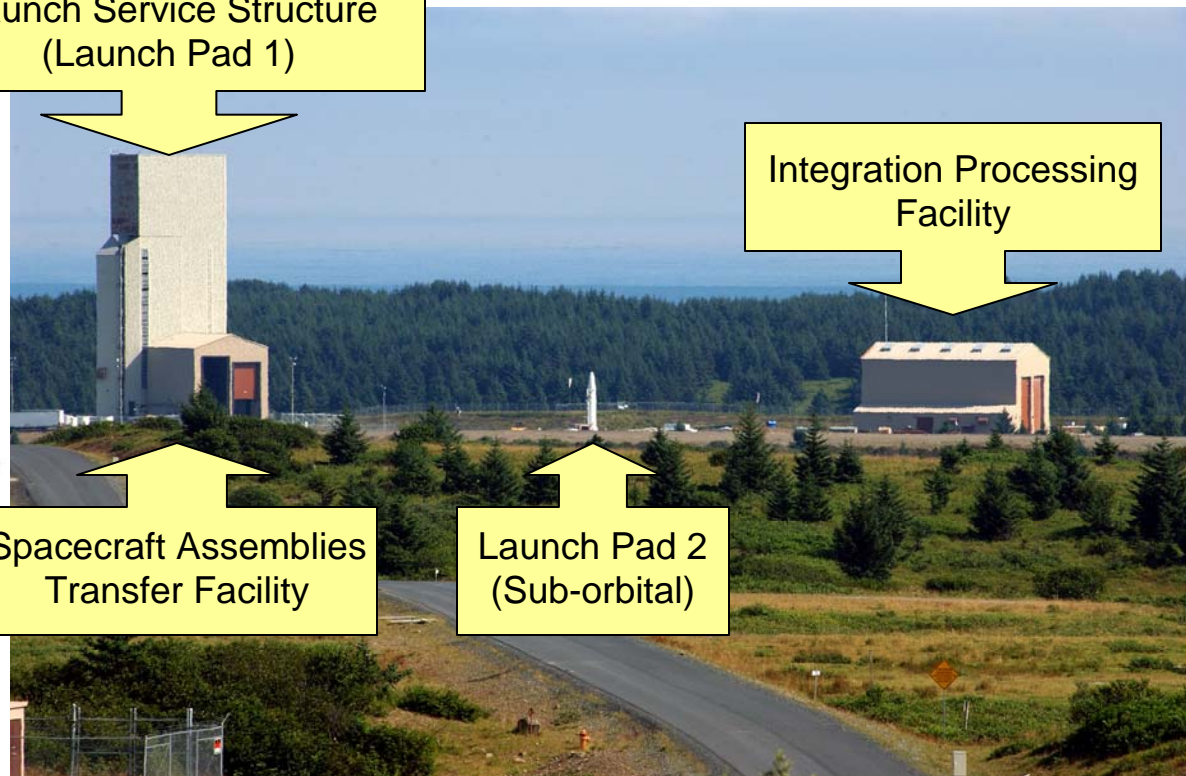 unch Service Structure
(Launch Pad 1)
Integration Processing
Facility
Spacecraft Assemblies
Transfer Facility
Launch Pad 2
(Sub-orbital)